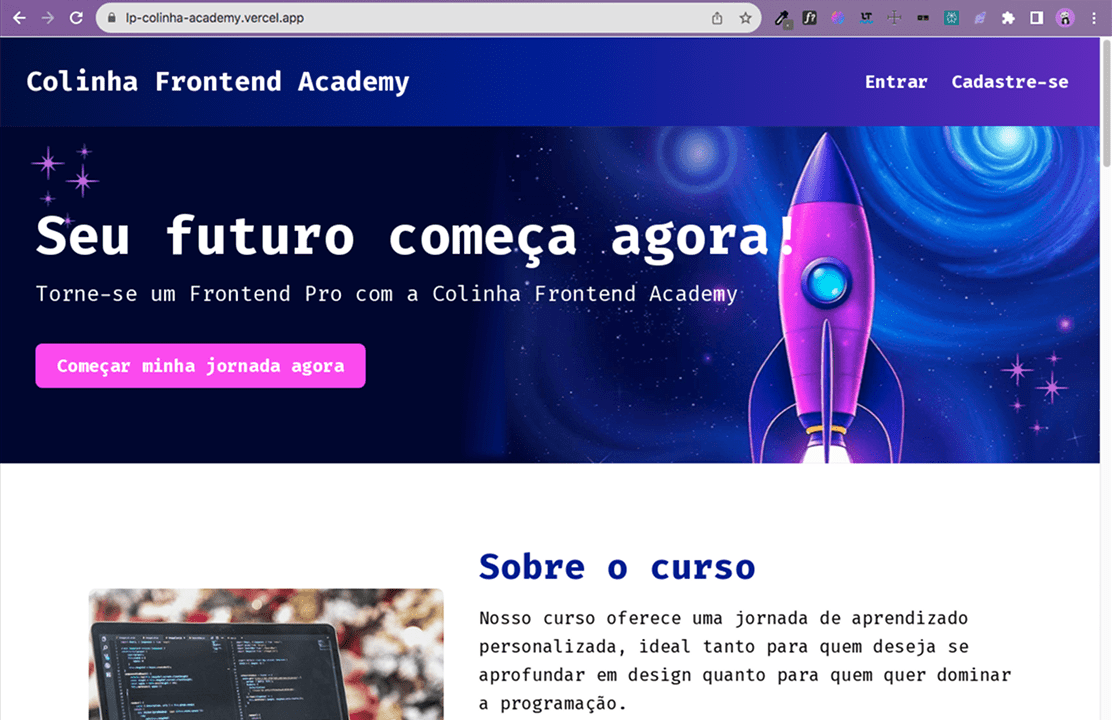 lp-colinha-academy.vercel.app
Colinha Frontend Academy
Entrar Cadastre-se
Seu futuro começa agora!
Torne-se um Frontend Pro com a Colinha Frontend Academy
Começar minha jornada agora
Sobre o curso
Nosso curso oferece uma jornada de aprendizado
personalizada, ideal tanto para quem deseja se
aprofundar em design quanto para quem quer dominar
a programação.